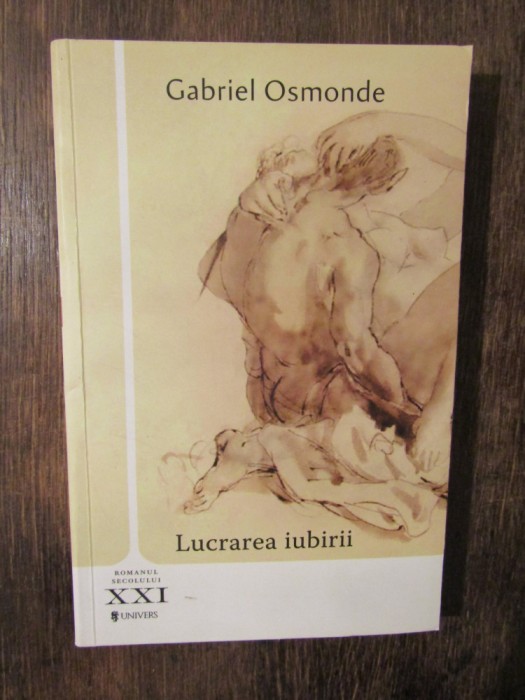 Gabriel Osmonde
Lucrarea iubirii
ROMANUL
SECOLULUI
XXI
UNIVERS